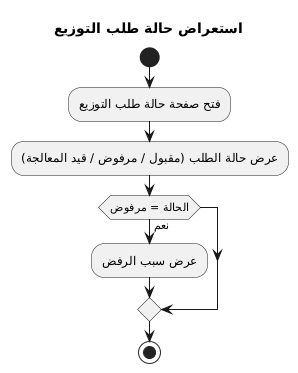 استعراض حالة طلب التوزيع
فتح صفحة حالة طلب التوزيع
عرض حالة الطلب (مقبول / مرفوض / قيد المعالجة)
الحالة = مرفوض
نعم
عرض سبب الرفض